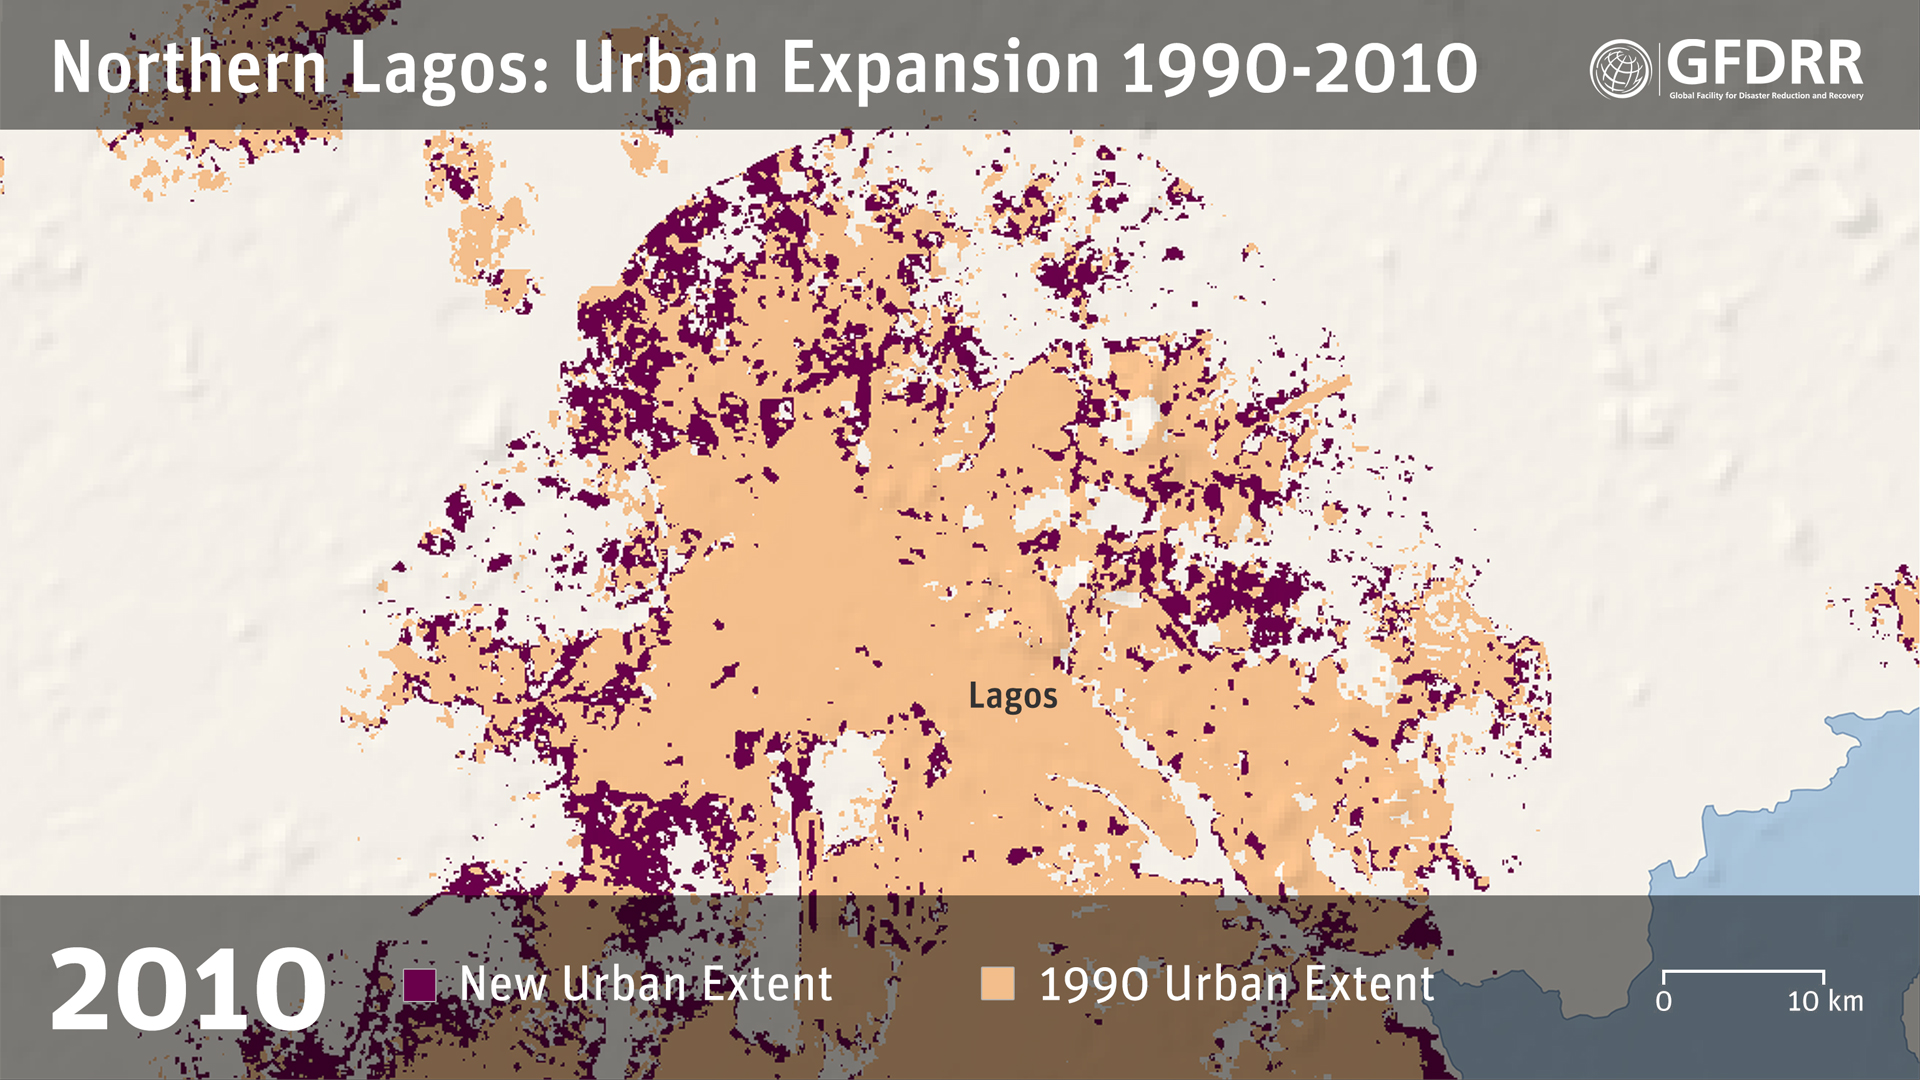 Northern Lagos: Urban Expansion 1990-2010
GFDRR
Global Facility for Disaster Reduction and Recovery
Lagos
2010
New Urban Extent
1990 Urban Extent
0 10 km